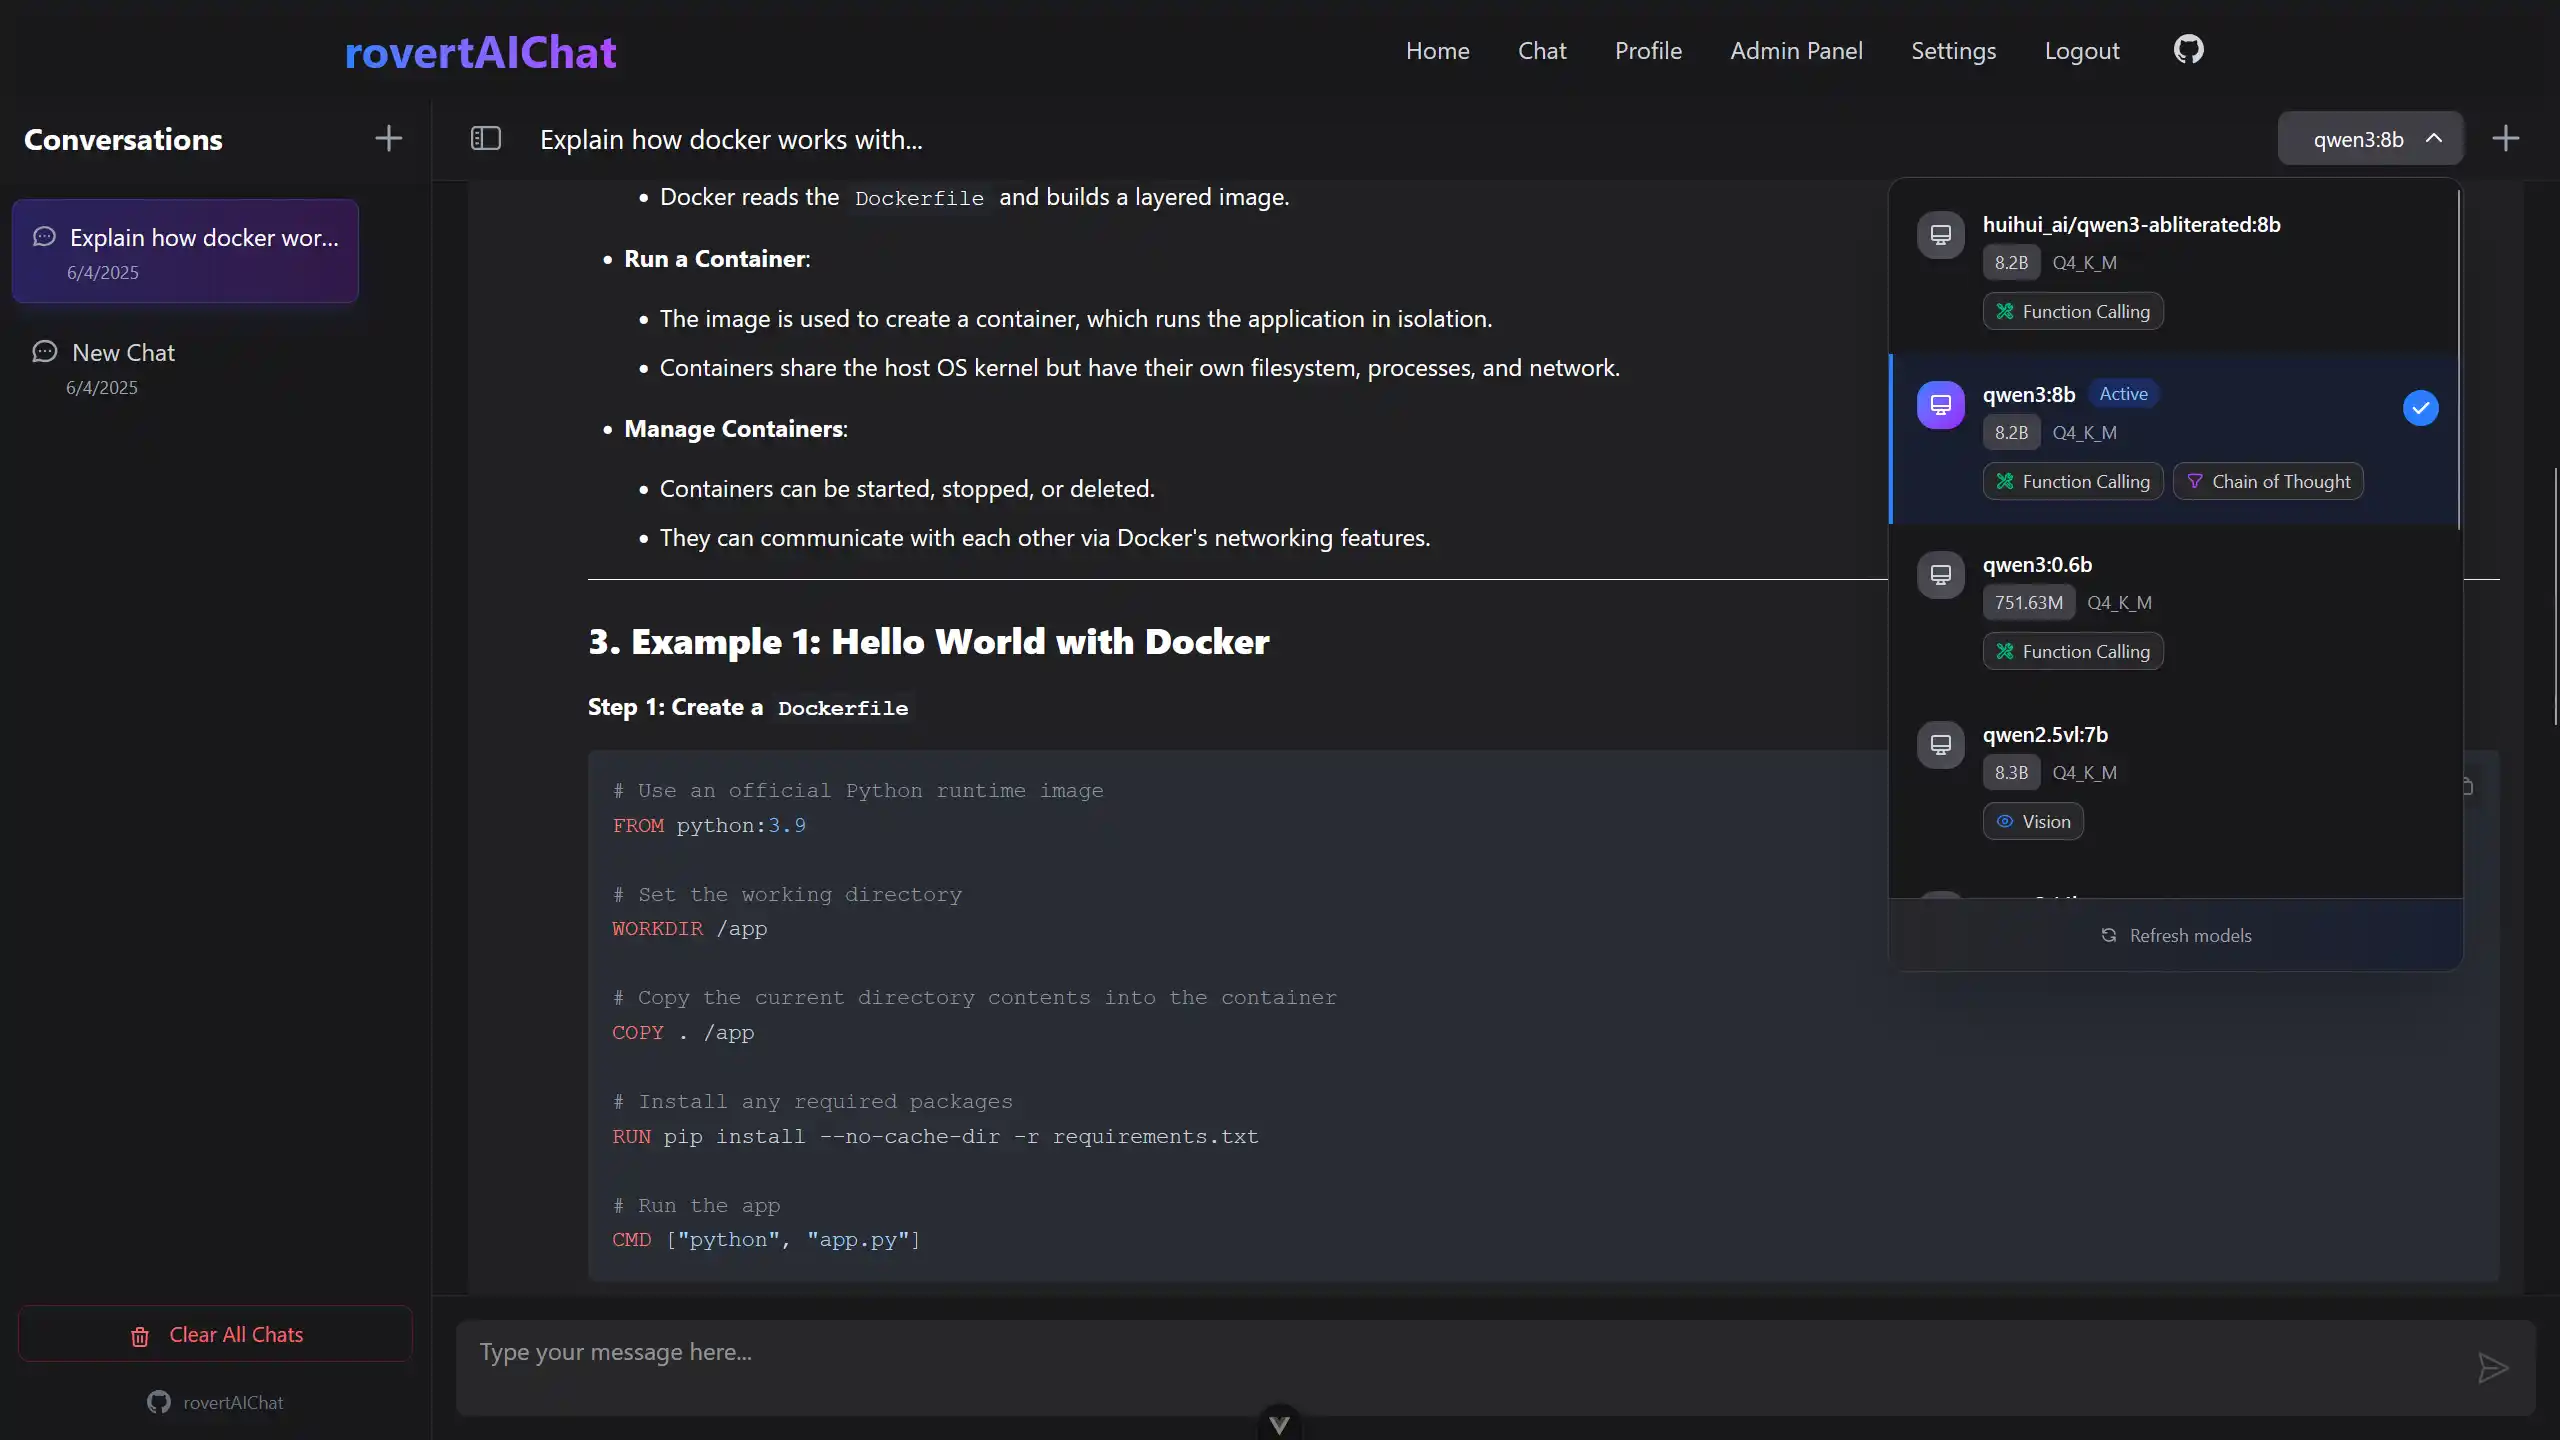 rovertAIChat
Home Chat Profile Admin Panel Settings Logout
Conversations
Explain how docker wor...
6/4/2025
New Chat
6/4/2025
Clear All Chats
rovertAIChat
Explain how docker works with...
qwen3:8b
• Docker reads the Dockerfile and builds a layered image.
• Run a Container:
• The image is used to create a container, which runs the application in isolation.
• Containers share the host OS kernel but have their own filesystem, processes, and network.
• Manage Containers:
• Containers can be started, stopped, or deleted.
• They can communicate with each other via Docker's networking features.
3. Example 1: Hello World with Docker
Step 1: Create a Dockerfile
# Use an official Python runtime image
FROM python:3.9
# Set the working directory
WORKDIR /app
# Copy the current directory contents into the container
COPY . /app
# Install any required packages
RUN pip install --no-cache-dir -r requirements.txt
# Run the app
CMD ["python", "app.py"]
huihui_ai/qwen3-abliterated:8b
8.2B Q4_K_M
Function Calling
qwen3:8b Active
8.2B Q4_K_M
Function Calling Chain of Thought
qwen3:0.6b
751.63M Q4_K_M
Function Calling
qwen2.5vl:7b
8.3B Q4_K_M
Vision
Refresh models
Type your message here...